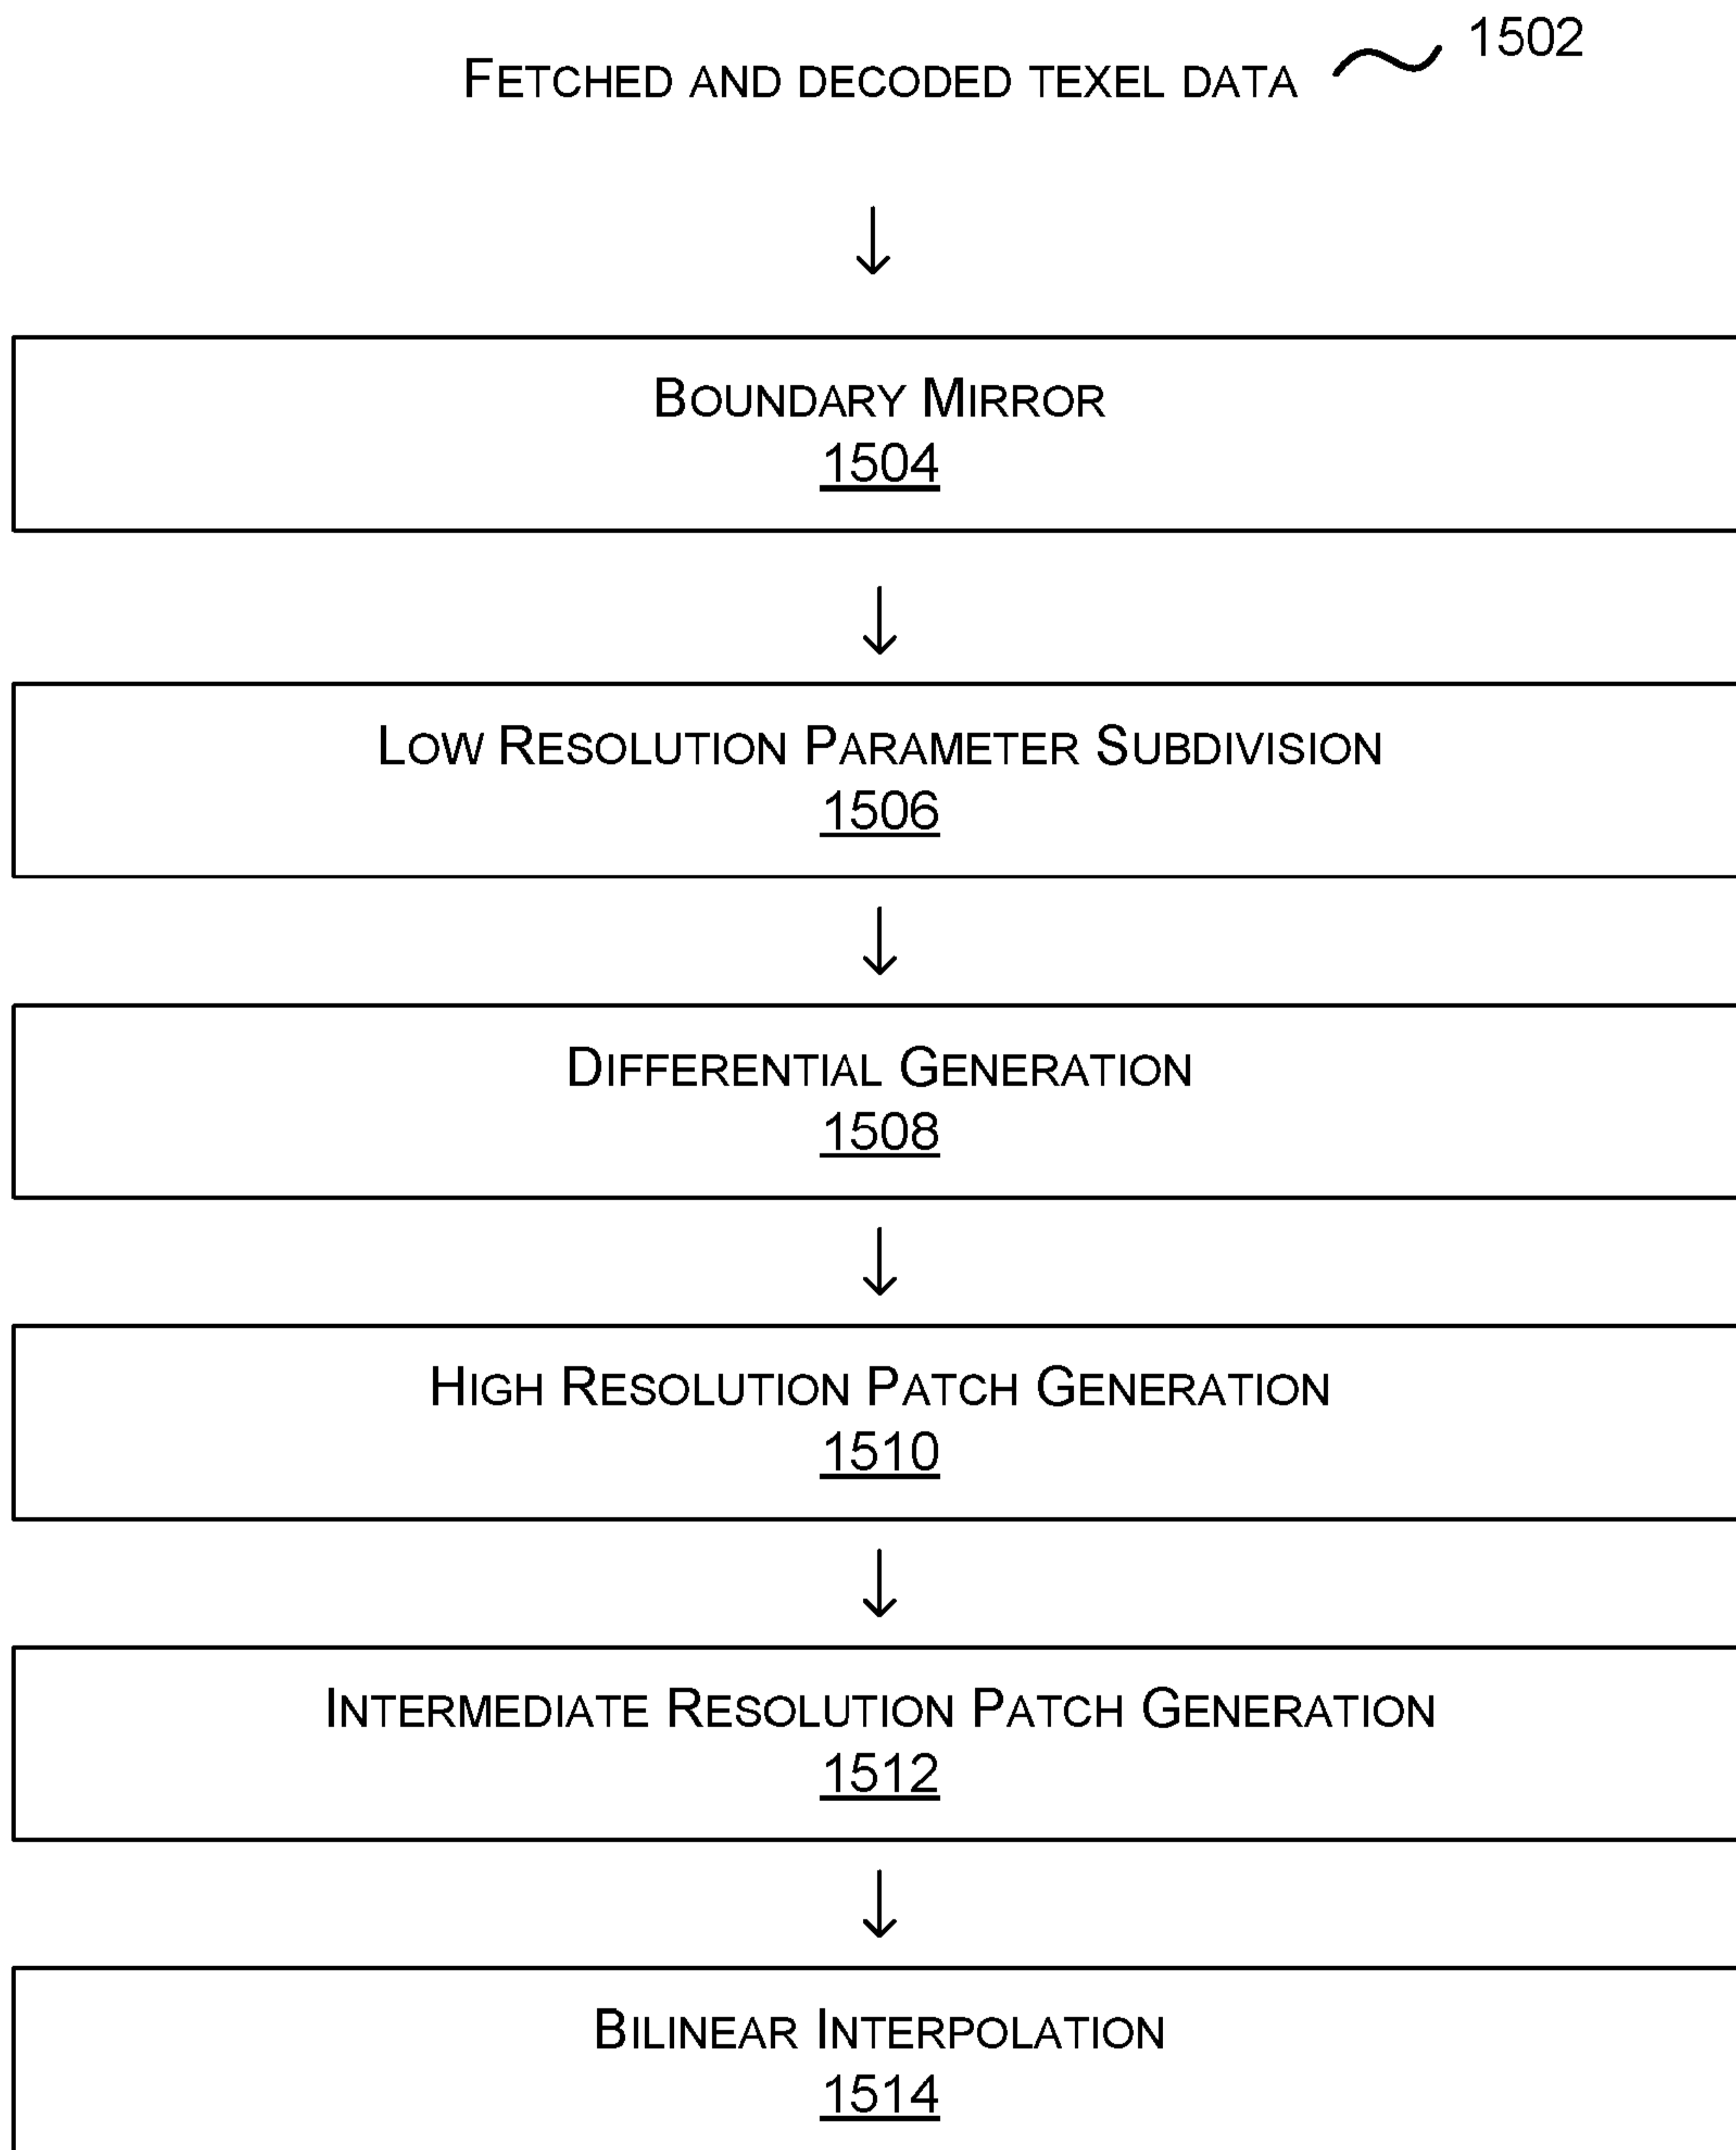 FETCHED AND DECODED TEXEL DATA
1502
BOUNDARY MIRROR
1504
LOW RESOLUTION PARAMETER SUBDIVISION
1506
DIFFERENTIAL GENERATION
1508
HIGH RESOLUTION PATCH GENERATION
1510
INTERMEDIATE RESOLUTION PATCH GENERATION
1512
BILINEAR INTERPOLATION
1514